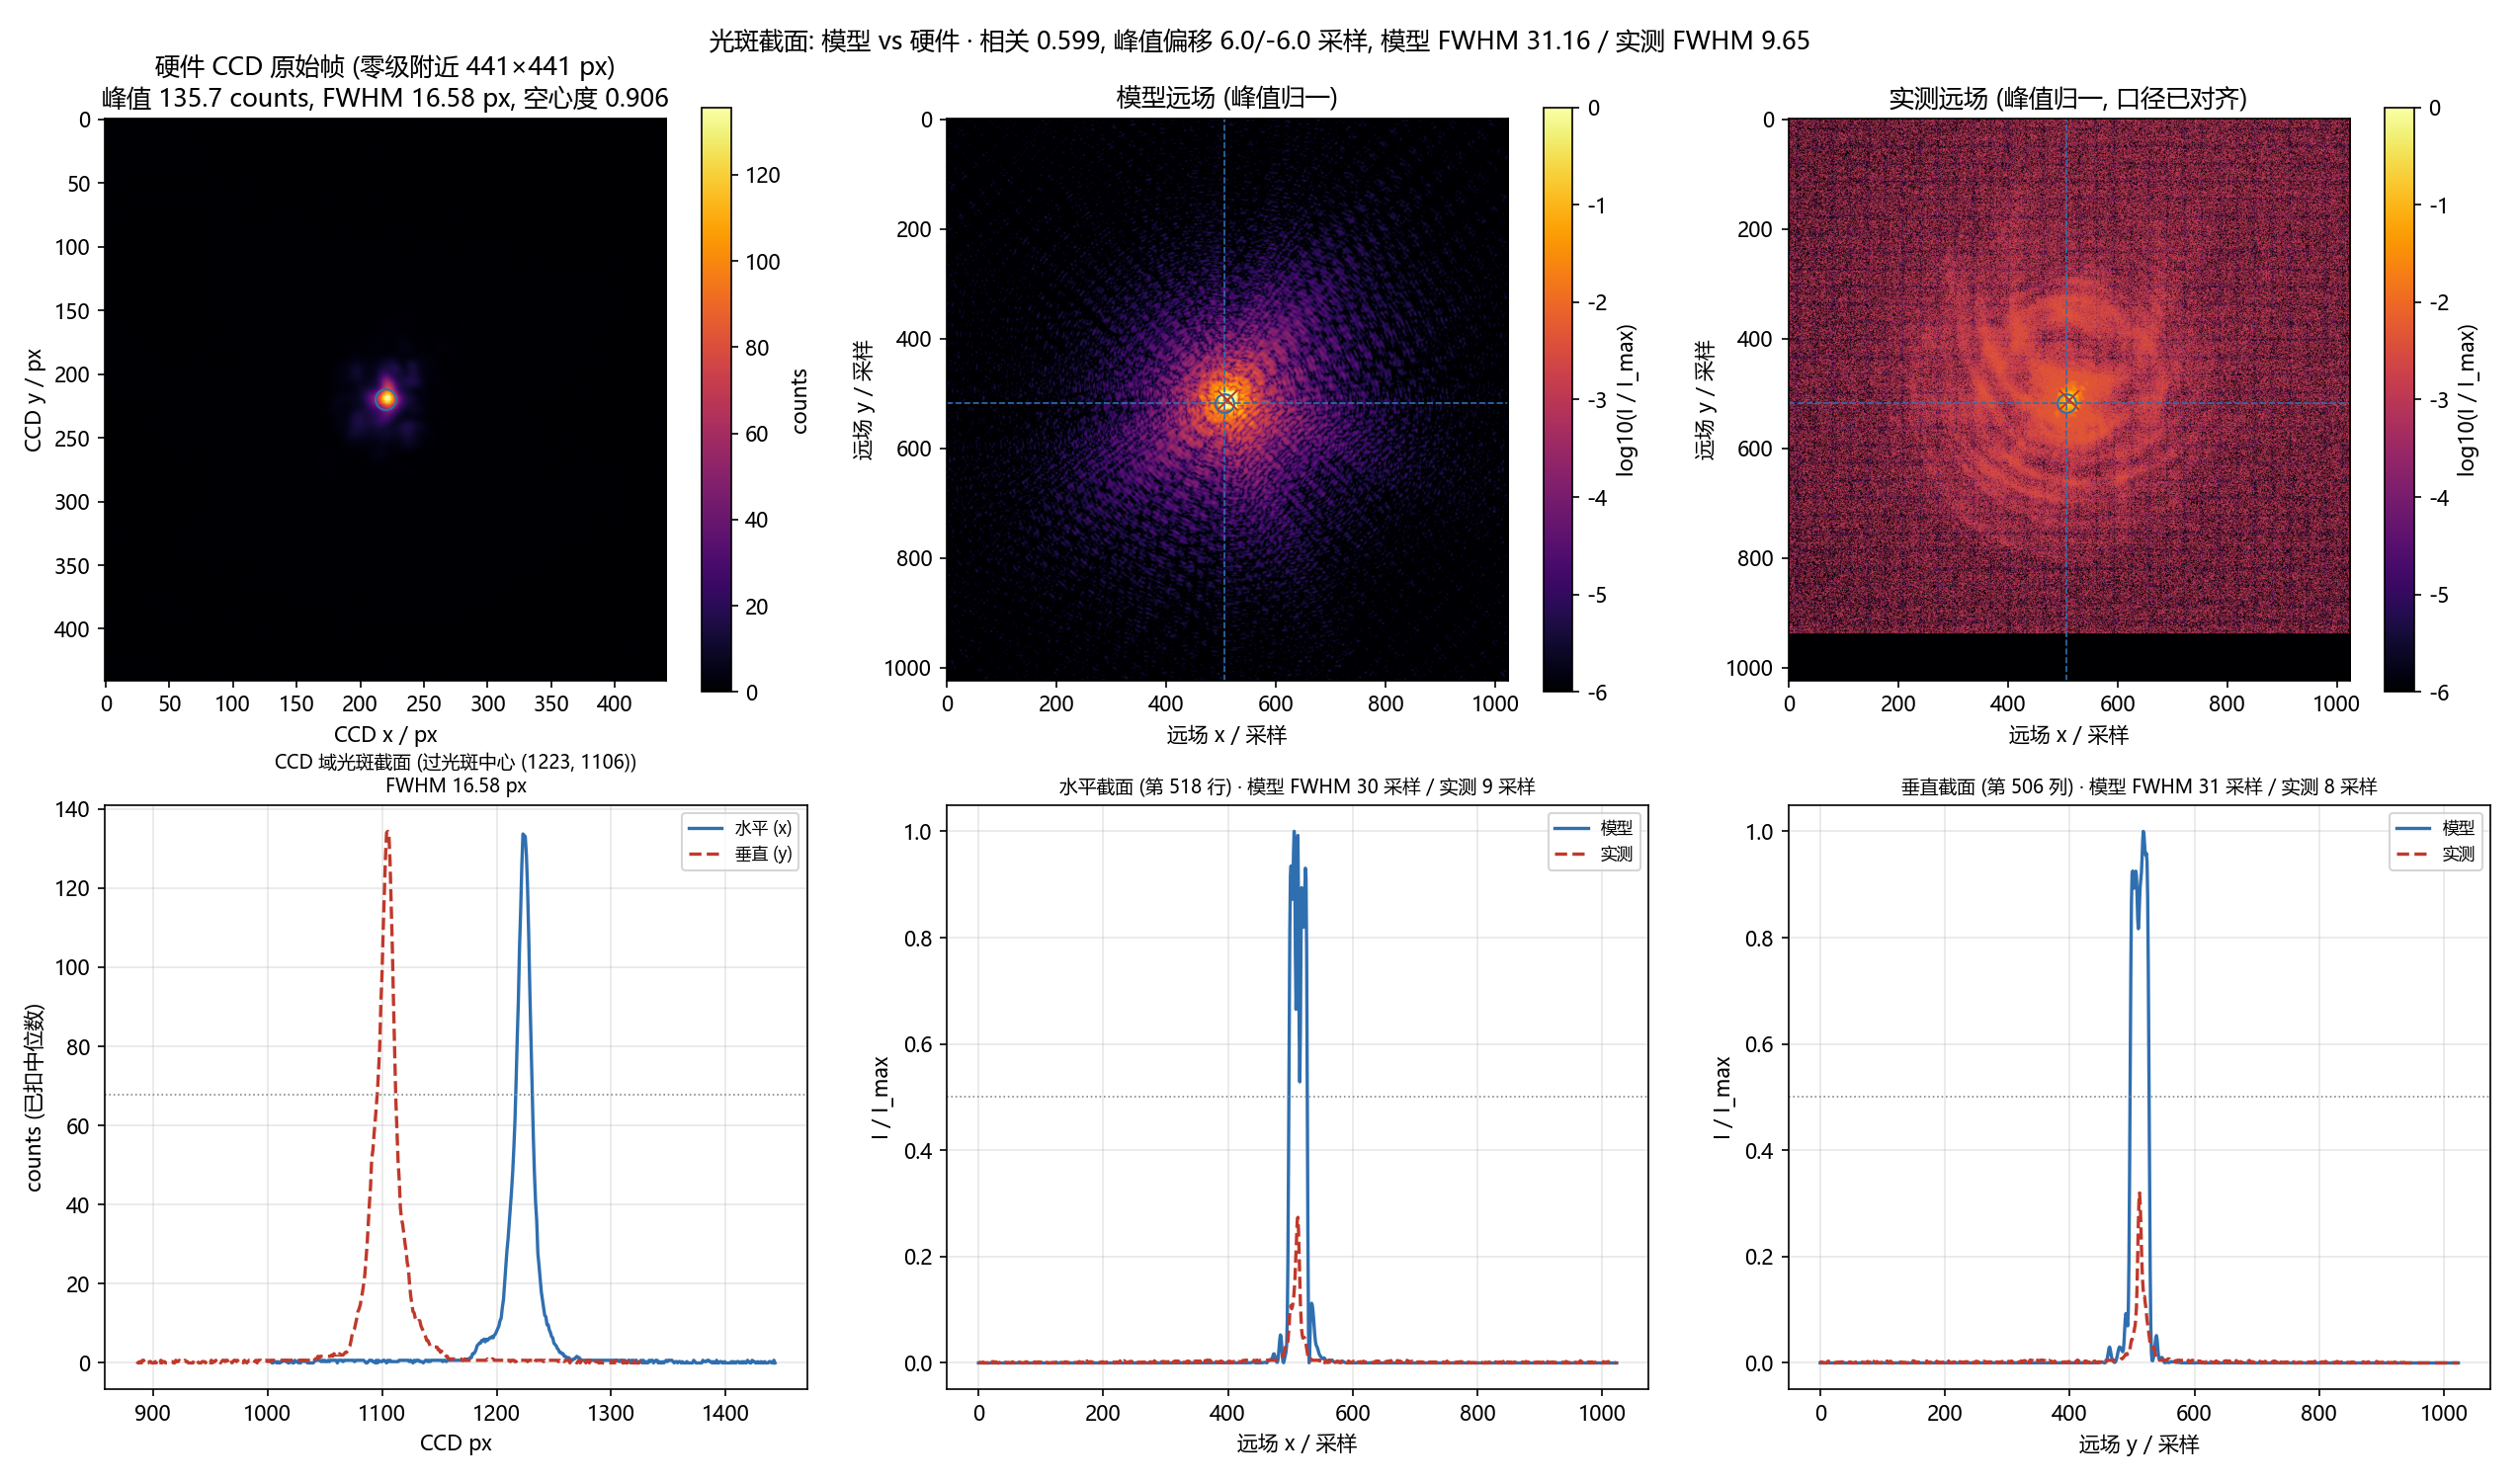 光斑截面: 模型 vs 硬件 · 相关 0.599, 峰值偏移 6.0/-6.0 采样, 模型 FWHM 31.16 / 实测 FWHM 9.65
硬件 CCD 原始帧 (零级附近 441×441 px)
峰值 135.7 counts, FWHM 16.58 px, 空心度 0.906
0
50
100
150
200
250
300
350
400
CCD y / px
0 50 100 150 200 250 300 350 400
CCD x / px
120
100
80
60
40
20
0
counts
模型远场 (峰值归一)
0
200
400
600
800
1000
远场 y / 采样
0 200 400 600 800 1000
远场 x / 采样
0
-1
-2
-3
-4
-5
-6
log10(I / I_max)
实测远场 (峰值归一, 口径已对齐)
0
200
400
600
800
1000
远场 y / 采样
0 200 400 600 800 1000
远场 x / 采样
0
-1
-2
-3
-4
-5
-6
log10(I / I_max)
CCD 域光斑截面 (过光斑中心 (1223, 1106))
FWHM 16.58 px
140
120
100
80
60
40
20
0
counts (已扣中位数)
900 1000 1100 1200 1300 1400
CCD px
水平 (x)
垂直 (y)
水平截面 (第 518 行) · 模型 FWHM 30 采样 / 实测 9 采样
1.0
0.8
0.6
0.4
0.2
0.0
I / I_max
0 200 400 600 800 1000
远场 x / 采样
模型
实测
垂直截面 (第 506 列) · 模型 FWHM 31 采样 / 实测 8 采样
1.0
0.8
0.6
0.4
0.2
0.0
I / I_max
0 200 400 600 800 1000
远场 y / 采样
模型
实测